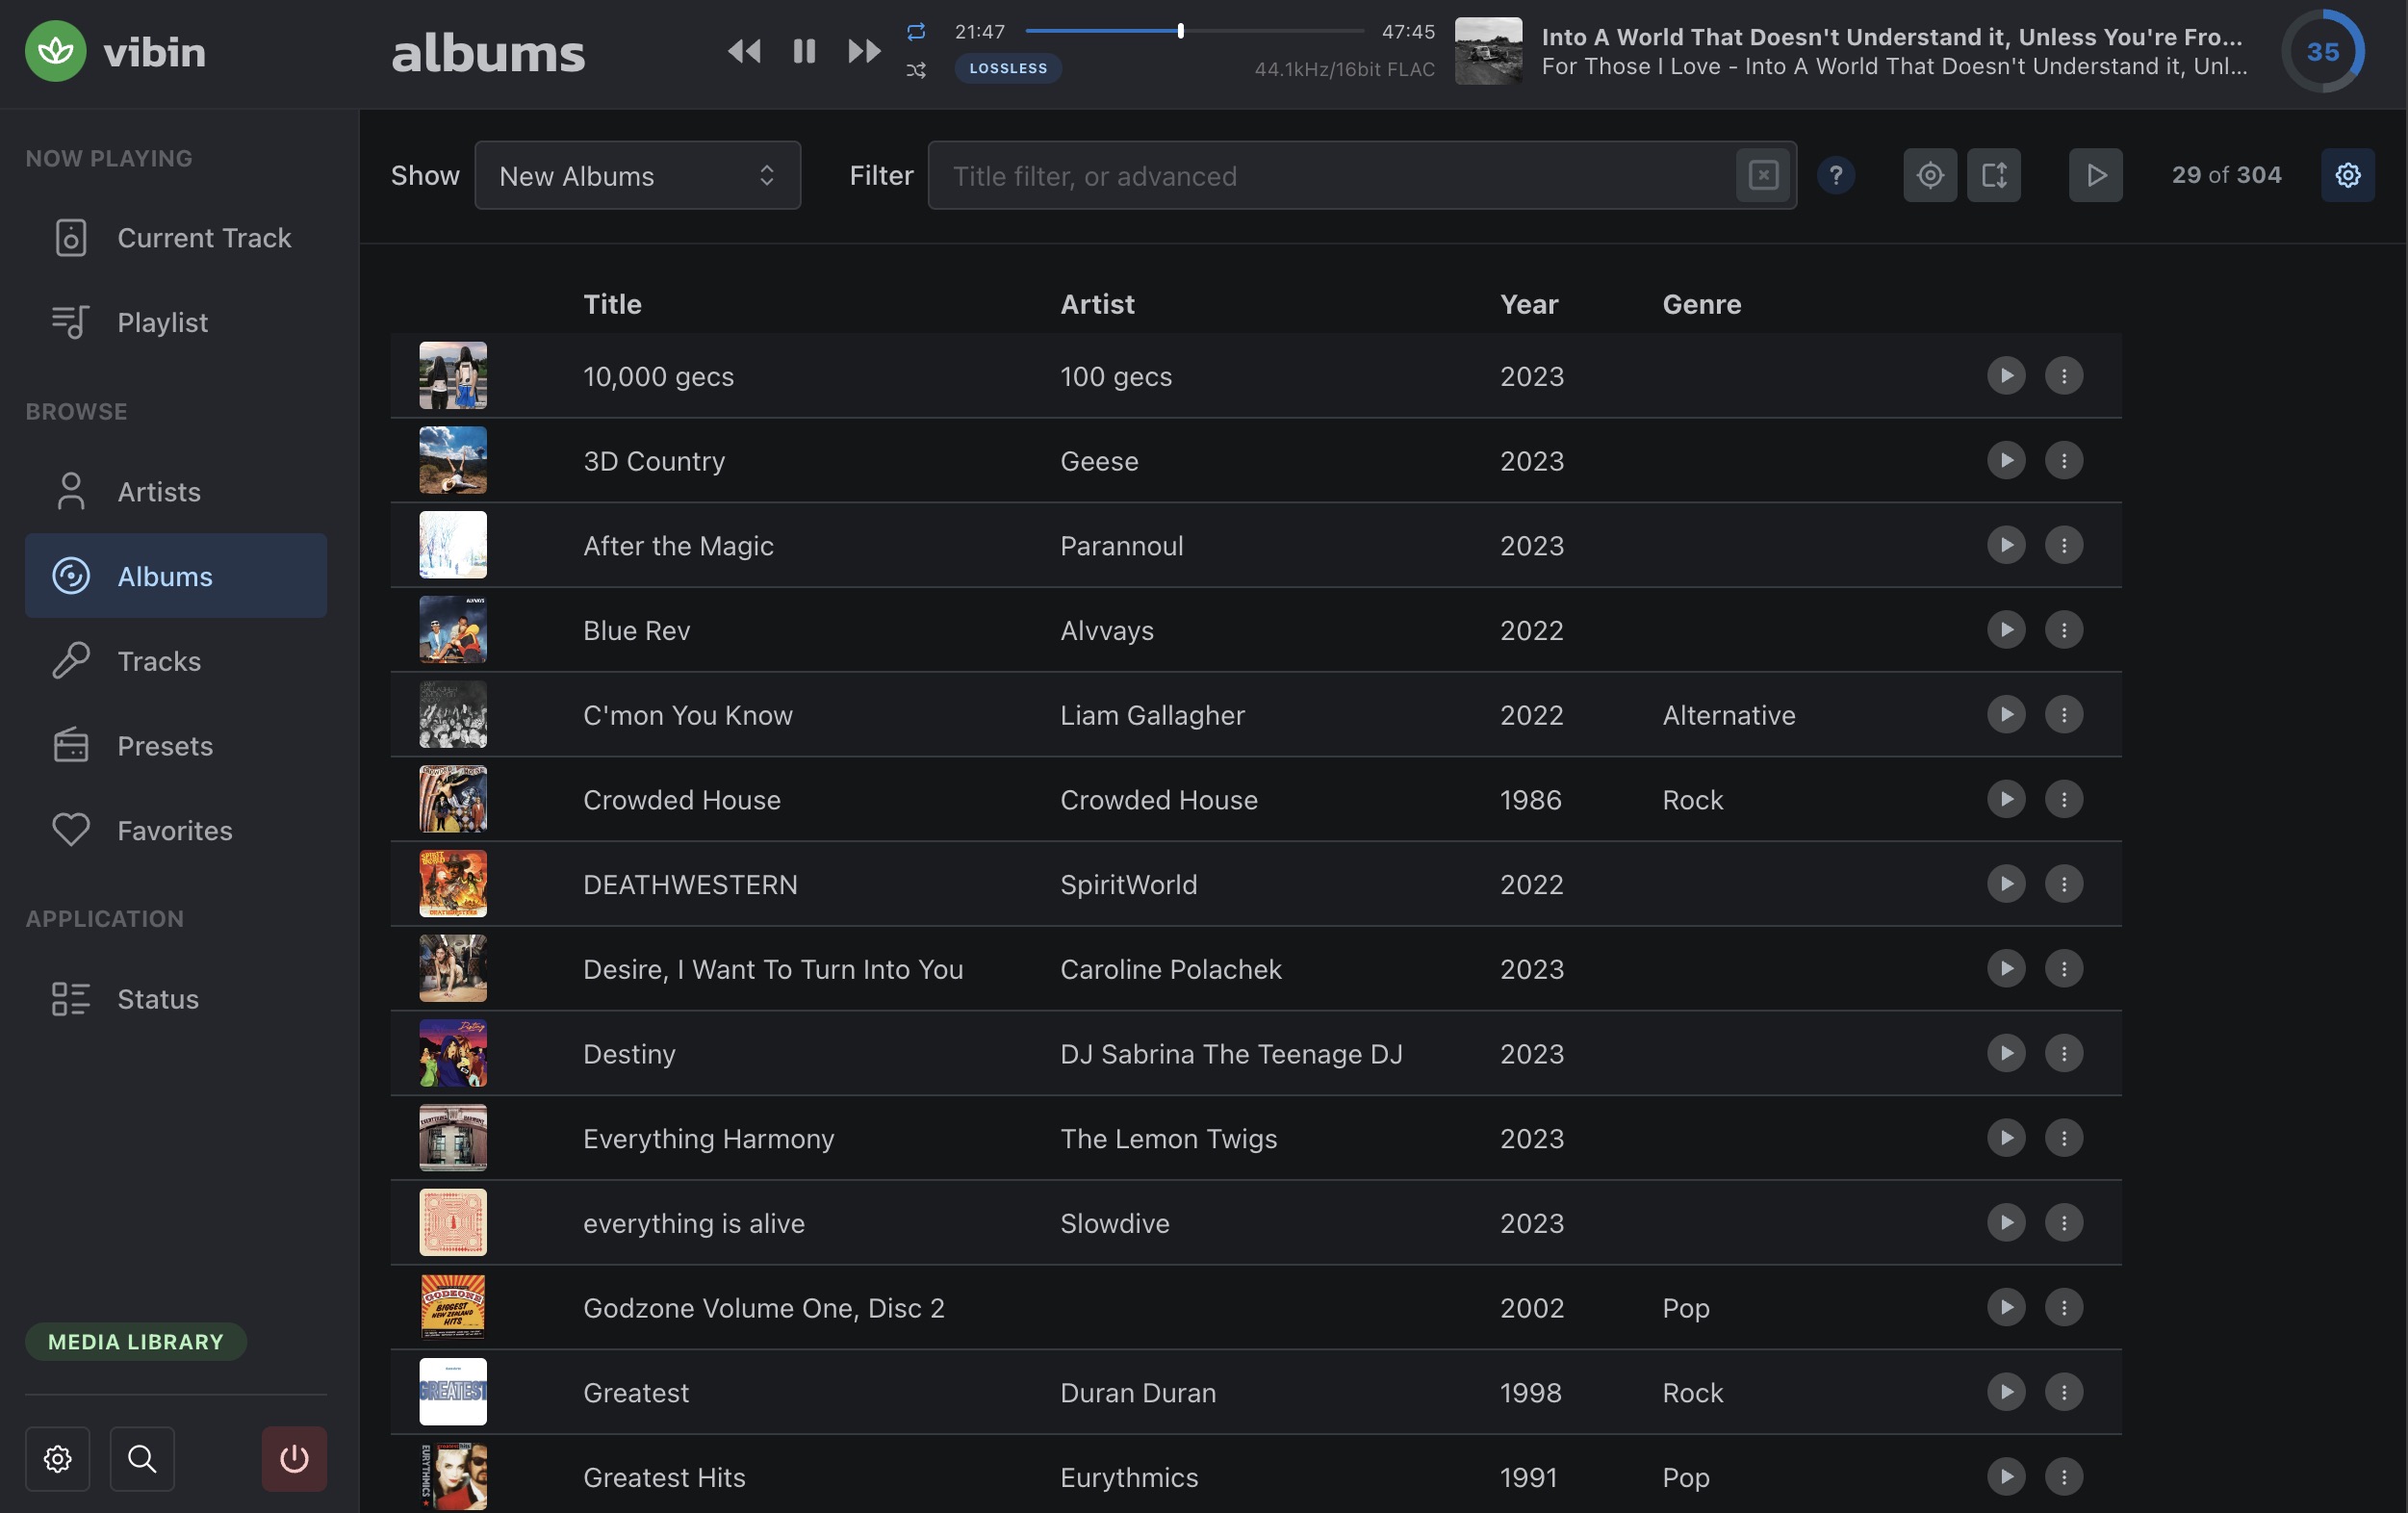 vibin
albums
21:47
47:45
LOSSLESS
44.1kHz/16bit FLAC
Into A World That Doesn't Understand it, Unless You're Fro...
For Those I Love - Into A World That Doesn't Understand it, Unl...
35
NOW PLAYING
Current Track
Playlist
BROWSE
Artists
Albums
Tracks
Presets
Favorites
APPLICATION
Status
MEDIA LIBRARY
Show New Albums Filter Title filter, or advanced ? 29 of 304
Title Artist Year Genre
10,000 gecs 100 gecs 2023
3D Country Geese 2023
After the Magic Parannoul 2023
Blue Rev Alvvays 2022
C'mon You Know Liam Gallagher 2022 Alternative
Crowded House Crowded House 1986 Rock
DEATHWESTERN SpiritWorld 2022
Desire, I Want To Turn Into You Caroline Polachek 2023
Destiny DJ Sabrina The Teenage DJ 2023
Everything Harmony The Lemon Twigs 2023
everything is alive Slowdive 2023
GODZONE
BIGGEST
NEW ZEALAND
HITS
Godzone Volume One, Disc 2 2002 Pop
GREATEST
Greatest Duran Duran 1998 Rock
EURYTHMICS
Greatest Hits Eurythmics 1991 Pop